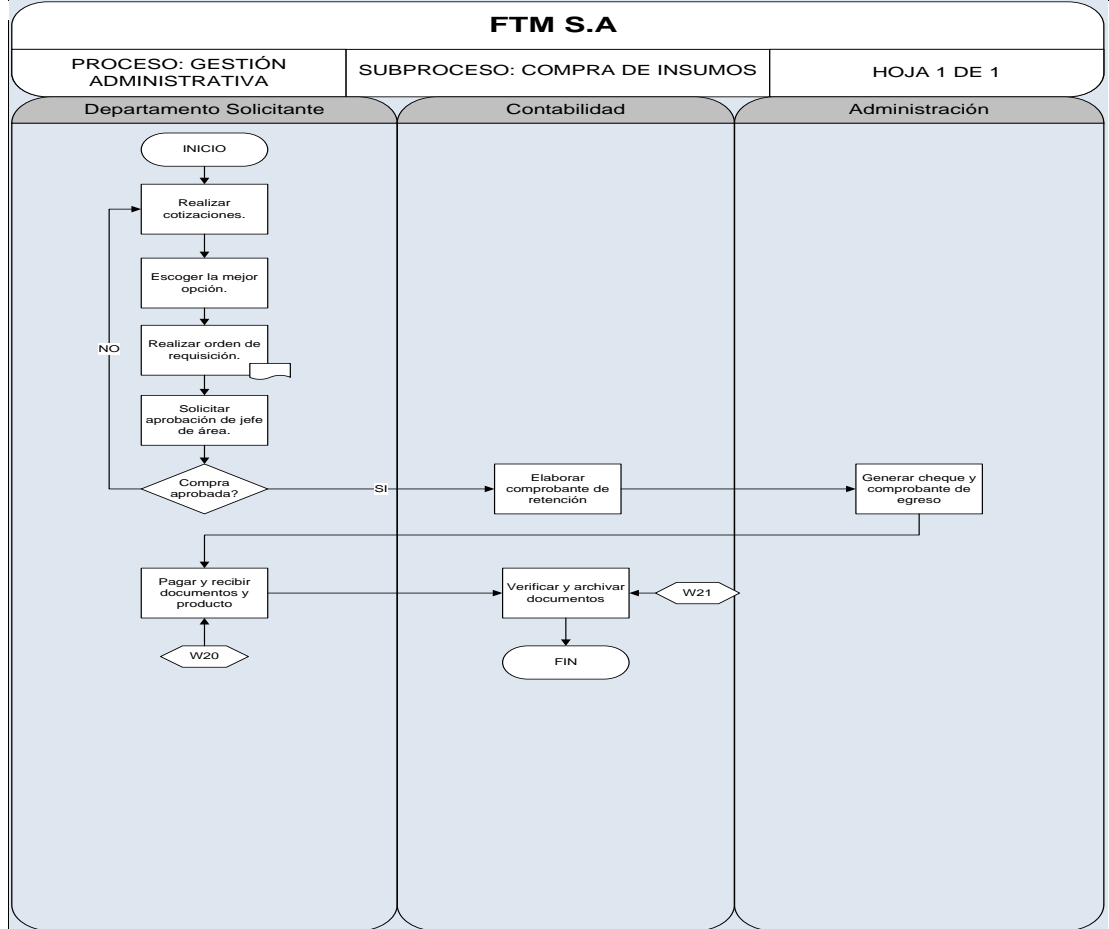 FTM S.A
PROCESO: GESTIÓN
ADMINISTRATIVA
SUBPROCESO: COMPRA DE INSUMOS
HOJA 1 DE 1
Departamento Solicitante
Contabilidad
Administración
INICIO
Realizar
cotizaciones.
Escoger la mejor
opción.
NO
Realizar orden de
requisición.
Solicitar
aprobación de jefe
de área.
Compra
aprobada?
SI
Elaborar
comprobante de
retención
Generar cheque y
comprobante de
egreso
Pagar y recibir
documentos y
producto
Verificar y archivar
documentos
W21
W20
FIN